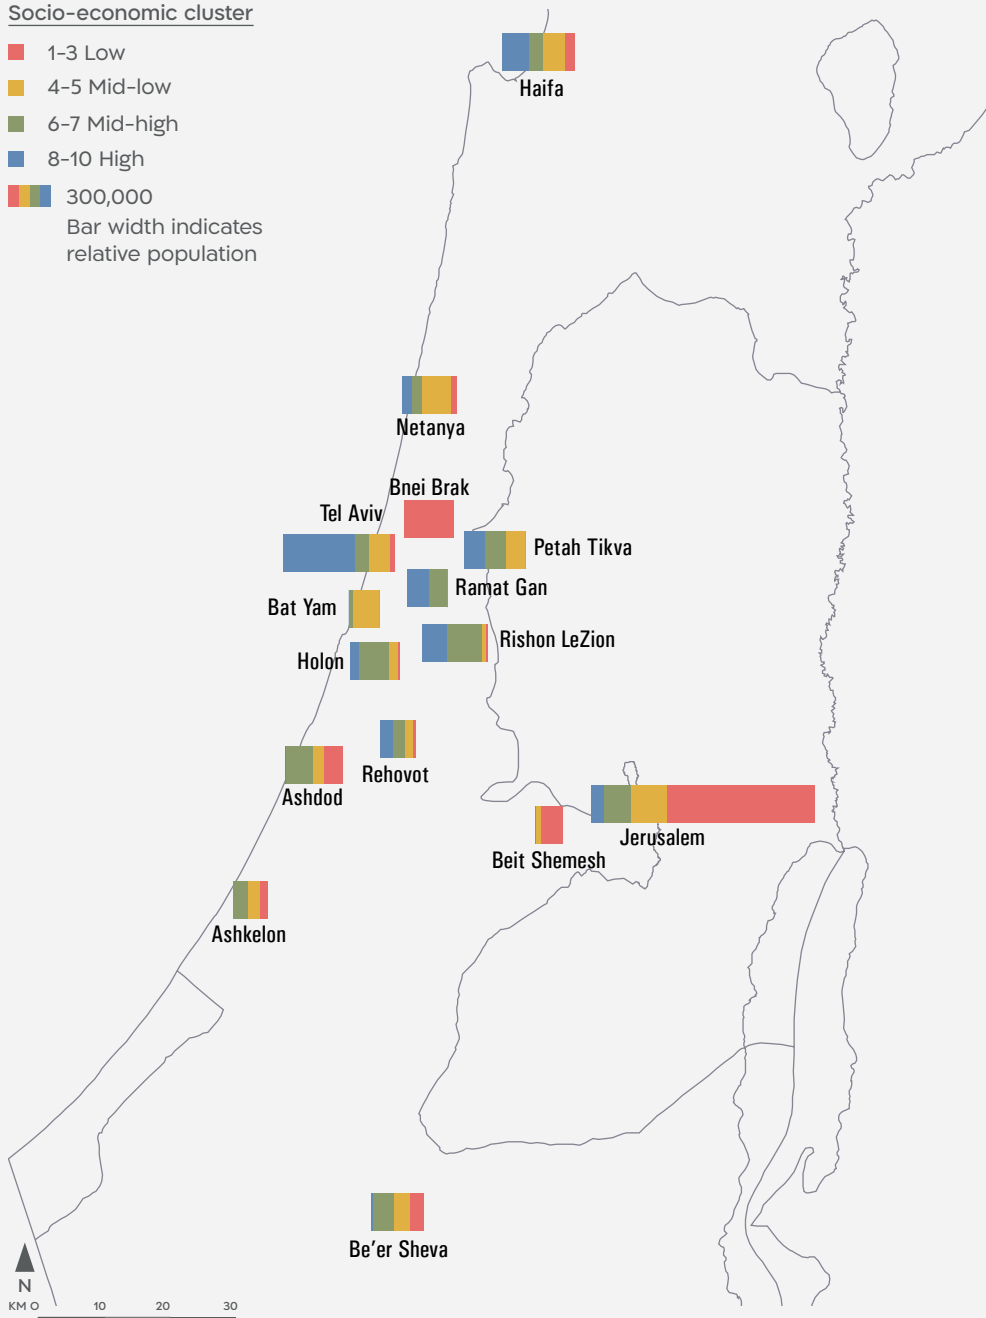 Socio-economic cluster
1-3 Low
4-5 Mid-low
6-7 Mid-high
8-10 High
300,000
Bar width indicates
relative population
Haifa
Netanya
Bnei Brak
Tel Aviv
Petah Tikva
Ramat Gan
Bat Yam
Rishon LeZion
Holon
Rehovot
Ashdod
Jerusalem
Beit Shemesh
Ashkelon
Be’er Sheva
N
KM 0 10 20 30